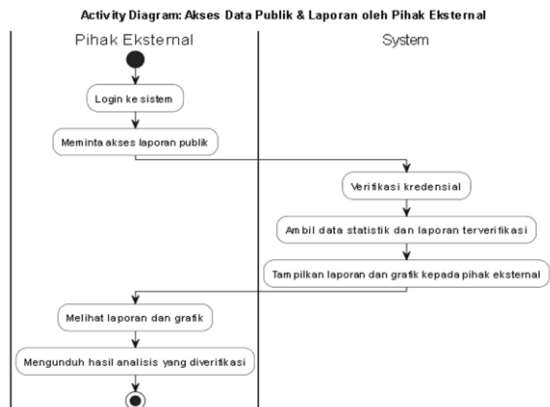 Activity Diagram: Akses Data Publik & Laporan oleh Pihak Eksternal
Pihak Eksternal
System
Login ke sistem
Meminta akses laporan publik
Verifikasi kredensial
Ambil data statistik dan laporan terverifikasi
Tampilkan laporan dan grafik kepada pihak eksternal
Melihat laporan dan grafik
Mengunduh hasil analisis yang diverifikasi